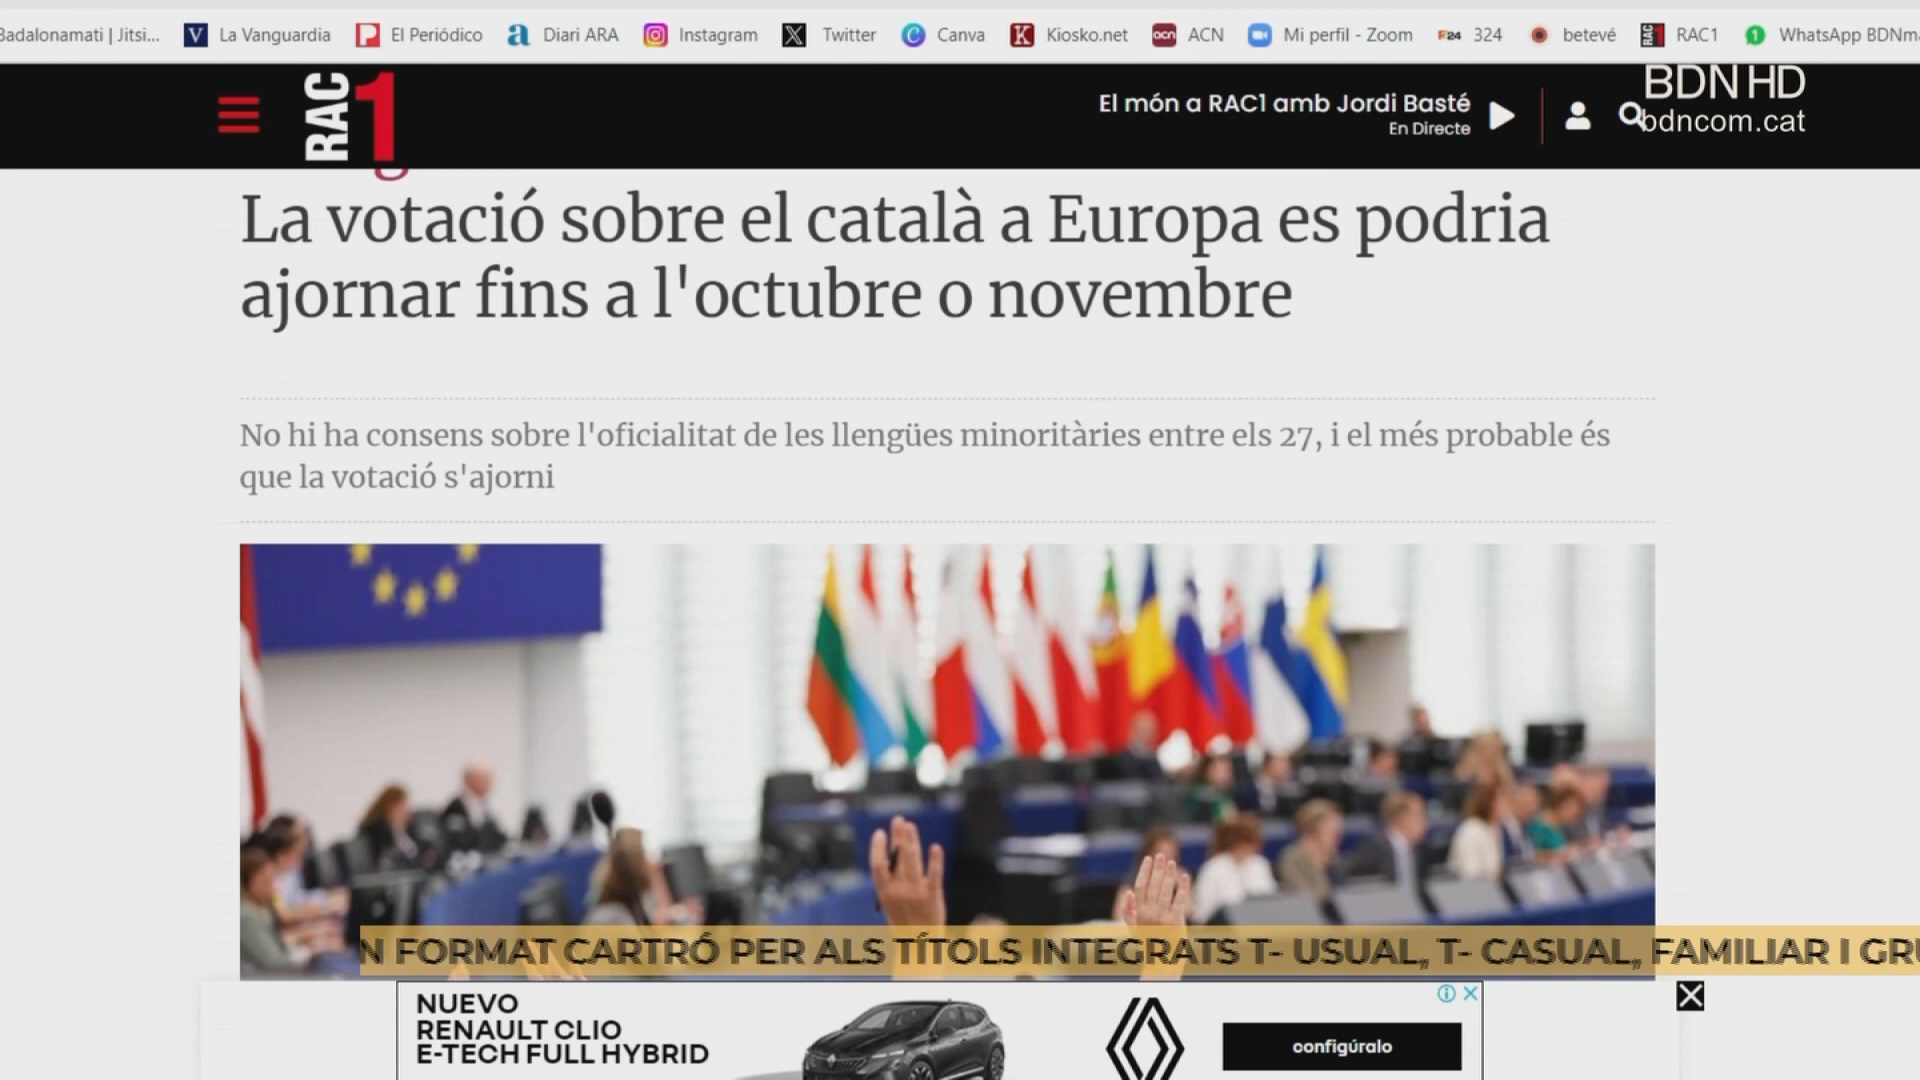 Badalonamati | Jitsi... La Vanguardia El Periódico Diari ARA Instagram Twitter Canva Kiosko.net ACN Mi perfil - Zoom 324 betevé RAC1 WhatsApp
RAC1
El món a RAC1 amb Jordi Basté
En Directe
BDN HD
bdncom.cat
La votació sobre el català a Europa es podria
ajornar fins a l'octubre o novembre
No hi ha consens sobre l'oficialitat de les llengües minoritàries entre els 27, i el més probable és
que la votació s'ajorni
N FORMAT CARTRÓ PER ALS TÍTOLS INTEGRATS T- USUAL, T- CASUAL, FAMILIAR I
NUEVO
RENAULT CLIO
E-TECH FULL HYBRID
configúralo